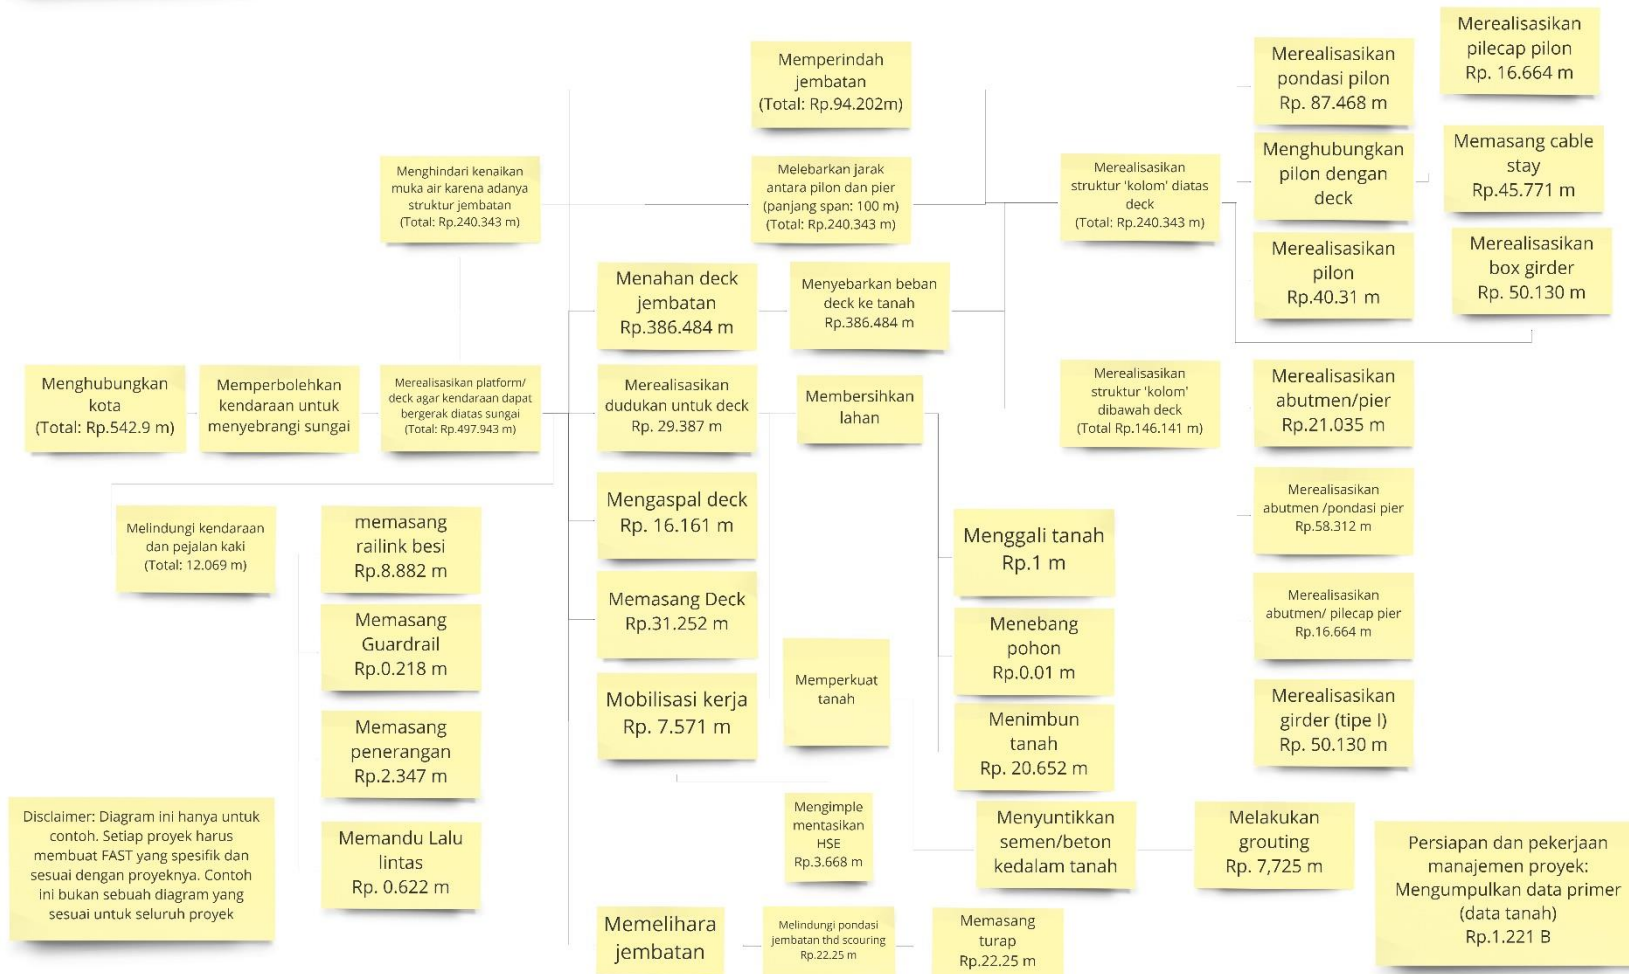 Memperindah
jembatan
(Total: Rp.94.202m)
Merealisasikan
pondasi pilon
Rp. 87.468 m
Merealisasikan
pilecap pilon
Rp. 16.664 m
Menghindari kenaikan
muka air karena adanya
struktur jembatan
(Total: Rp.240.343 m)
Melebarkan jarak
antara pilon dan pier
(panjang span: 100 m)
(Total: Rp.240.343 m)
Merealisasikan
struktur 'kolom' diatas
deck
(Total: Rp.240.343 m)
Menghubungkan
pilon dengan
deck
Memasang cable
stay
Rp.45.771 m
Menahan deck
jembatan
Rp.386.484 m
Menyebarkan beban
deck ke tanah
Rp.386.484 m
Merealisasikan
pilon
Rp.40.31 m
Merealisasikan
box girder
Rp. 50.130 m
Menghubungkan
kota
(Total: Rp.542.9 m)
Memperbolehkan
kendaraan untuk
menyebrangi sungai
Merealisasikan platform/
deck agar kendaraan dapat
bergerak diatas sungai
(Total: Rp.497.943 m)
Merealisasikan
dudukan untuk deck
Rp. 29.387 m
Membersihkan
lahan
Merealisasikan
struktur 'kolom'
dibawah deck
(Total Rp.146.141 m)
Merealisasikan
abutmen/pier
Rp.21.035 m
Melindungi kendaraan
dan pejalan kaki
(Total: 12.069 m)
memasang
railink besi
Rp.8.882 m
Mengaspal deck
Rp. 16.161 m
Menggali tanah
Rp.1 m
Merealisasikan
abutmen /pondasi pier
Rp.58.312 m
Memasang
Guardrail
Rp.0.218 m
Memasang Deck
Rp.31.252 m
Menebang
pohon
Rp.0.01 m
Merealisasikan
abutmen/ pilecap pier
Rp.16.664 m
Memasang
penerangan
Rp.2.347 m
Mobilisasi kerja
Rp. 7.571 m
Memperkuat
tanah
Menimbun
tanah
Rp. 20.652 m
Merealisasikan
girder (tipe I)
Rp. 50.130 m
Disclaimer: Diagram ini hanya untuk
contoh. Setiap proyek harus
membuat FAST yang spesifik dan
sesuai dengan proyeknya. Contoh
ini bukan sebuah diagram yang
sesuai untuk seluruh proyek
Memandu Lalu
lintas
Rp. 0.622 m
Mengimple
mentasikan
HSE
Rp.3.668 m
Menyuntikkan
semen/beton
kedalam tanah
Melakukan
grouting
Rp. 7,725 m
Persiapan dan pekerjaan
manajemen proyek:
Mengumpulkan data primer
(data tanah)
Rp.1.221 B
Memelihara
jembatan
Melindungi pondasi
jembatan thd scouring
Rp.22.25 m
Memasang
turap
Rp.22.25 m